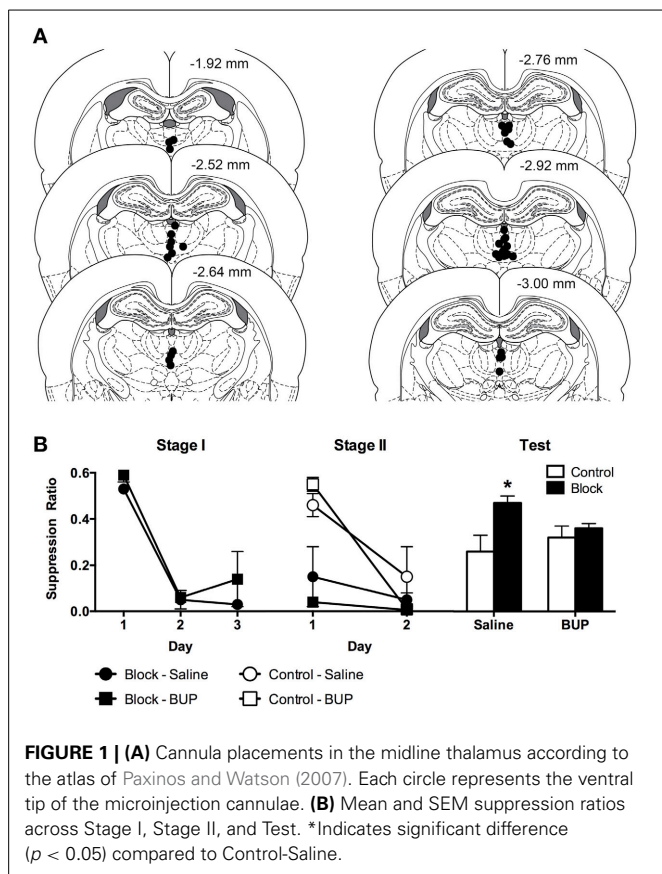 A
-1.92 mm
-2.76 mm
-2.52 mm
-2.92 mm
-2.64 mm
-3.00 mm
B
Stage I
Stage II
Test
Control
Block
*
Suppression Ratio
0.6
0.4
0.2
0.0
1 2 3
Day
1 2
Day
Saline BUP
Block - Saline
Control - Saline
Block - BUP
Control - BUP
FIGURE 1 | (A) Cannula placements in the midline thalamus according to
the atlas of Paxinos and Watson (2007). Each circle represents the ventral
tip of the microinjection cannulae. (B) Mean and SEM suppression ratios
across Stage I, Stage II, and Test. *Indicates significant difference
(p < 0.05) compared to Control-Saline.